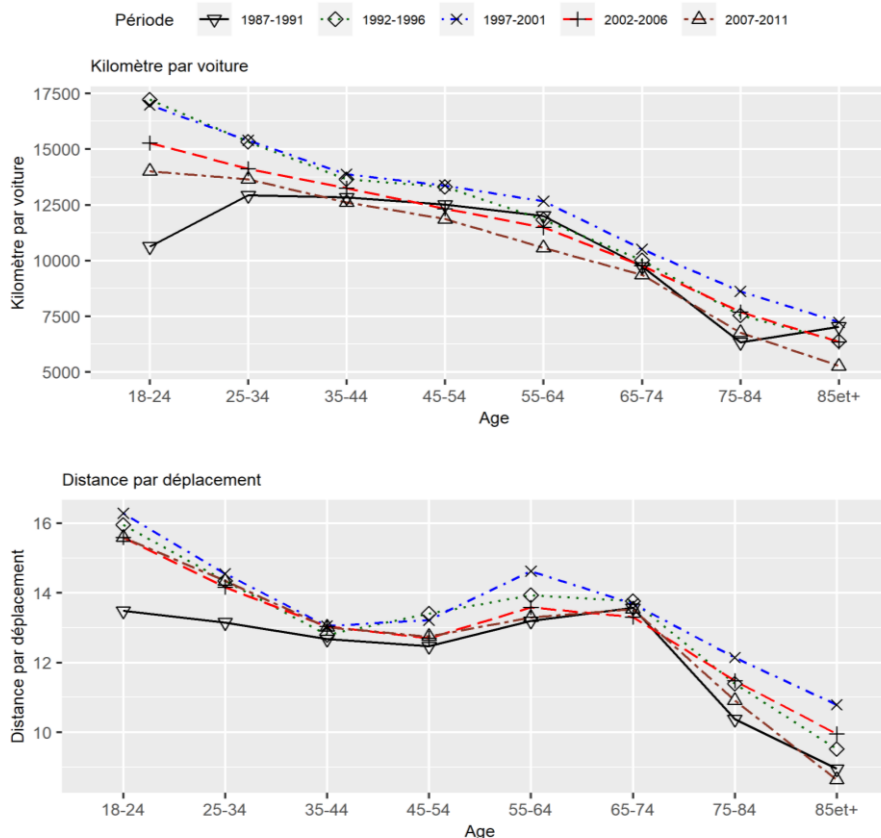 Période 1987-1991 1992-1996 1997-2001 2002-2006 2007-2011
Kilomètre par voiture
Kilomètre par voiture
17500
15000
12500
10000
7500
5000
18-24 25-34 35-44 45-54 55-64 65-74 75-84 85et+
Age
Distance par déplacement
Distance par déplacement
16
14
12
10
18-24 25-34 35-44 45-54 55-64 65-74 75-84 85et+
Age